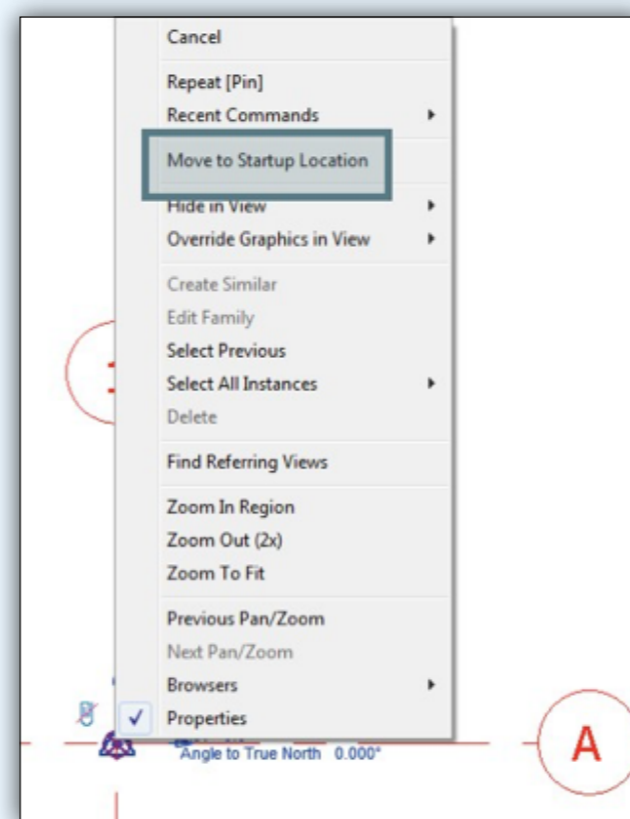 Cancel
Repeat [Pin]
Recent Commands
Move to Startup Location
Hide in View
Override Graphics in View
Create Similar
Edit Family
Select Previous
Select All Instances
Delete
Find Referring Views
Zoom In Region
Zoom Out (2x)
Zoom To Fit
Previous Pan/Zoom
Next Pan/Zoom
Browsers
Properties
Angle to True North 0.000°
A